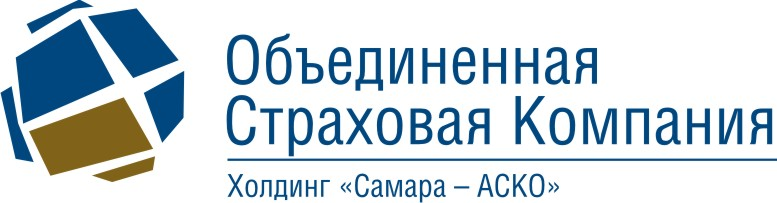 Объединенная
Страховая Компания
Холдинг «Самара – АСКО»